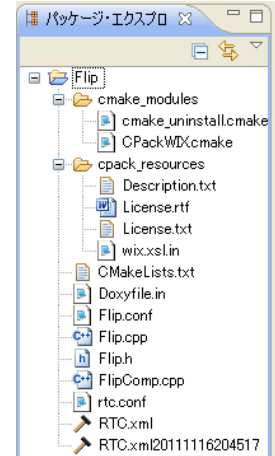 パッケージ・エクスプロ
Flip
cmake_modules
cmake_uninstall.cmake
CPackWIX.cmake
cpack_resources
Description.txt
License.rtf
License.txt
wix.xsl.in
CMakeLists.txt
Doxyfile.in
Flip.conf
Flip.cpp
Flip.h
FlipComp.cpp
rtc.conf
RTC.xml
RTC.xml20111116204517